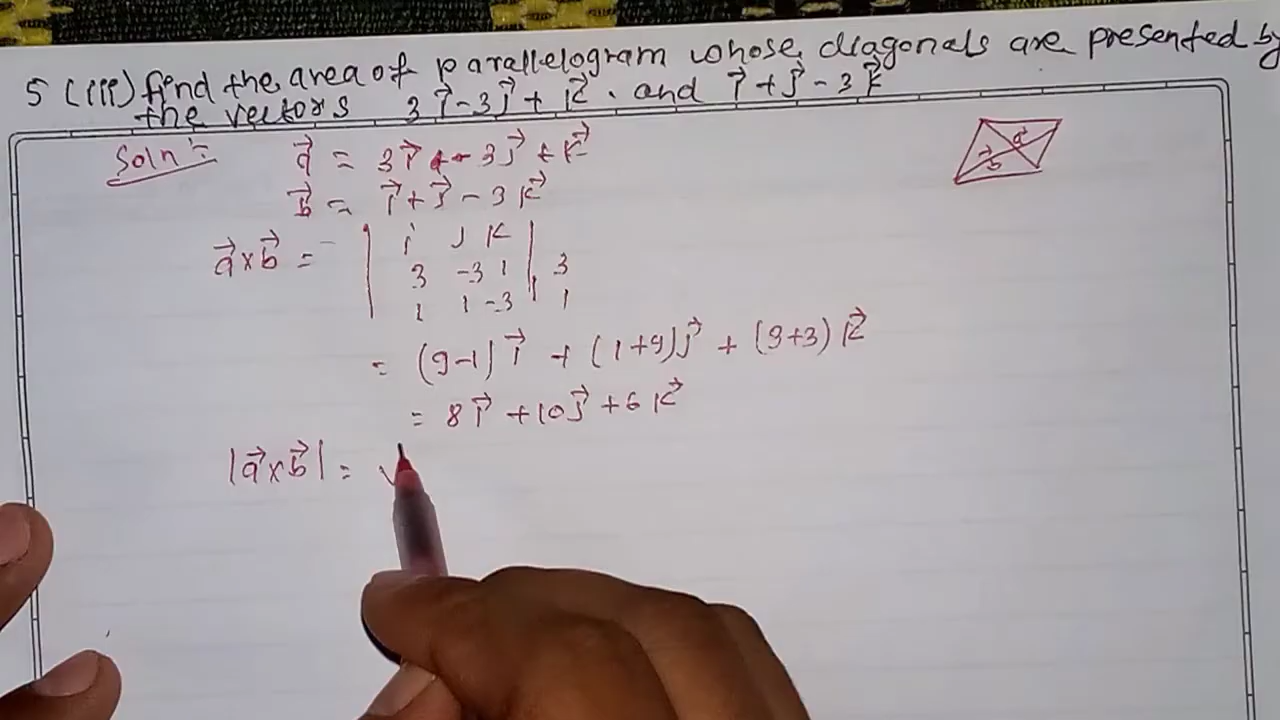 5 (iii) find the area of parallelogram whose diagonals are presented by
the vectors 3i⃗ - 3j⃗ + k⃗ . and i⃗ + j⃗ - 3k⃗
Soln :-
a⃗ = 3i⃗ - 3j⃗ + k⃗
b⃗ = i⃗ + j⃗ - 3k⃗
a⃗ b⃗
a⃗ x b⃗ = | i j k |
3 -3 1 | 3
1 1 -3 | 1
= (9-1) i⃗ + (1+9) j⃗ + (3+3) k⃗
= 8i⃗ + 10j⃗ + 6k⃗
|a⃗ x b⃗| = √